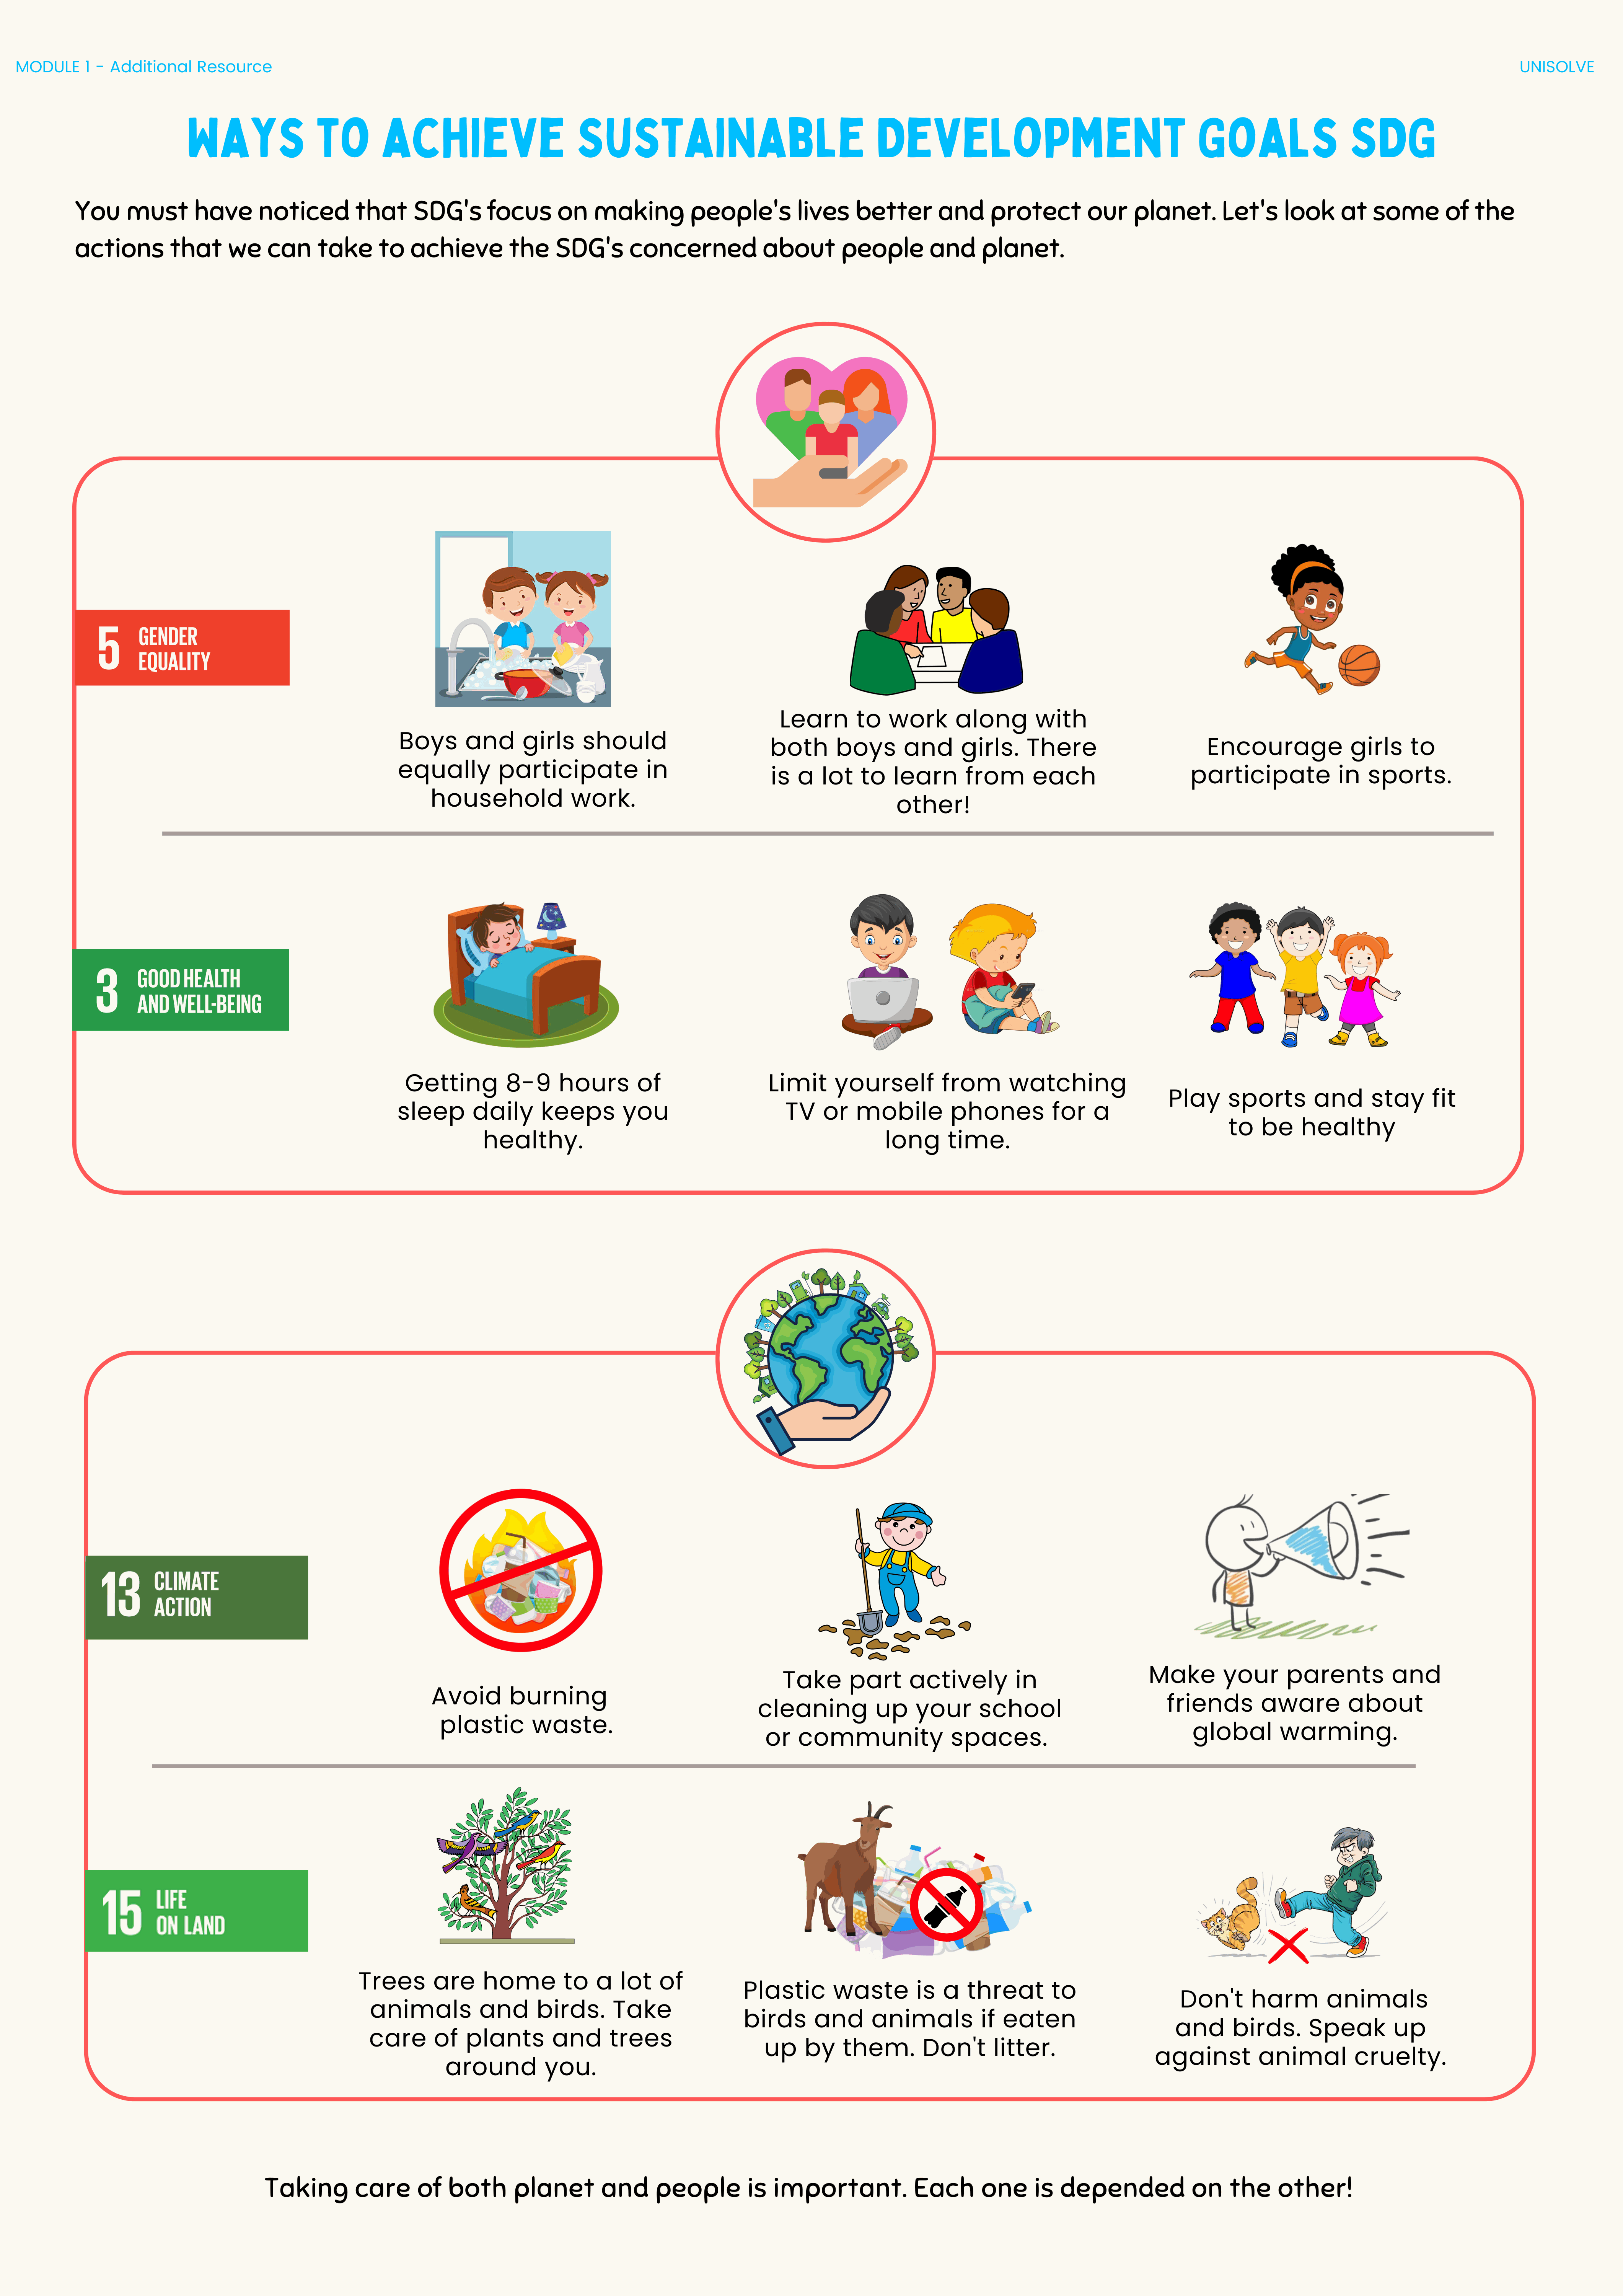 MODULE 1 - Additional Resource
UNISOLVE
WAYS TO ACHIEVE SUSTAINABLE DEVELOPMENT GOALS SDG
You must have noticed that SDG's focus on making people's lives better and protect our planet. Let's look at some of the
actions that we can take to achieve the SDG's concerned about people and planet.
5
GENDER
EQUALITY
Boys and girls should
equally participate in
household work.
Learn to work along with
both boys and girls. There
is a lot to learn from each
other!
Encourage girls to
participate in sports.
3
GOOD HEALTH
AND WELL-BEING
Getting 8-9 hours of
sleep daily keeps you
healthy.
Limit yourself from watching
TV or mobile phones for a
long time.
Play sports and stay fit
to be healthy
13
CLIMATE
ACTION
Avoid burning
plastic waste.
Take part actively in
cleaning up your school
or community spaces.
Make your parents and
friends aware about
global warming.
15
LIFE
ON LAND
Trees are home to a lot of
animals and birds. Take
care of plants and trees
around you.
Plastic waste is a threat to
birds and animals if eaten
up by them. Don't litter.
Don't harm animals
and birds. Speak up
against animal cruelty.
Taking care of both planet and people is important. Each one is depended on the other!